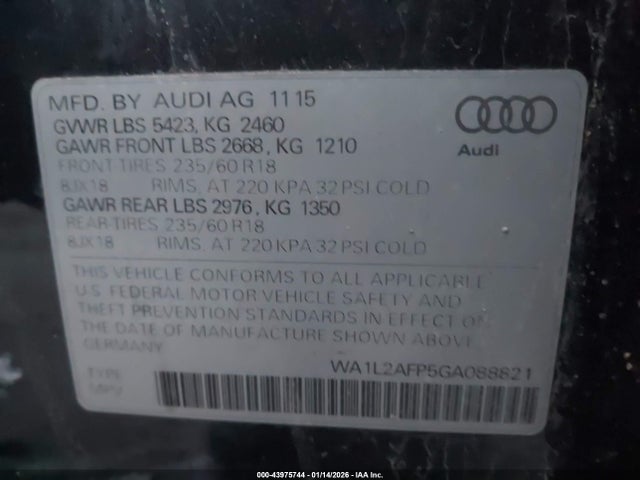 MFD. BY AUDI AG 11 15
GVWR LBS 5423, KG 2460
GAWR FRONT LBS 2668, KG 1210
FRONT-TIRES 235/60 R18
8JX18 RIMS, AT 220 KPA 32 PSI COLD
GAWR REAR LBS 2976, KG 1350
REAR-TIRES 235/60 R18
8JX18 RIMS, AT 220 KPA 32 PSI COLD
Audi
THIS VEHICLE CONFORMS TO ALL APPLICABLE
U.S. FEDERAL MOTOR VEHICLE SAFETY AND
THEFT PREVENTION STANDARDS IN EFFECT ON
THE DATE OF MANUFACTURE SHOWN ABOVE.
GERMANY
WA1L2AFP5GA088821
TYPE
MPV
000-43975744 - 01/14/2026 - IAA Inc.